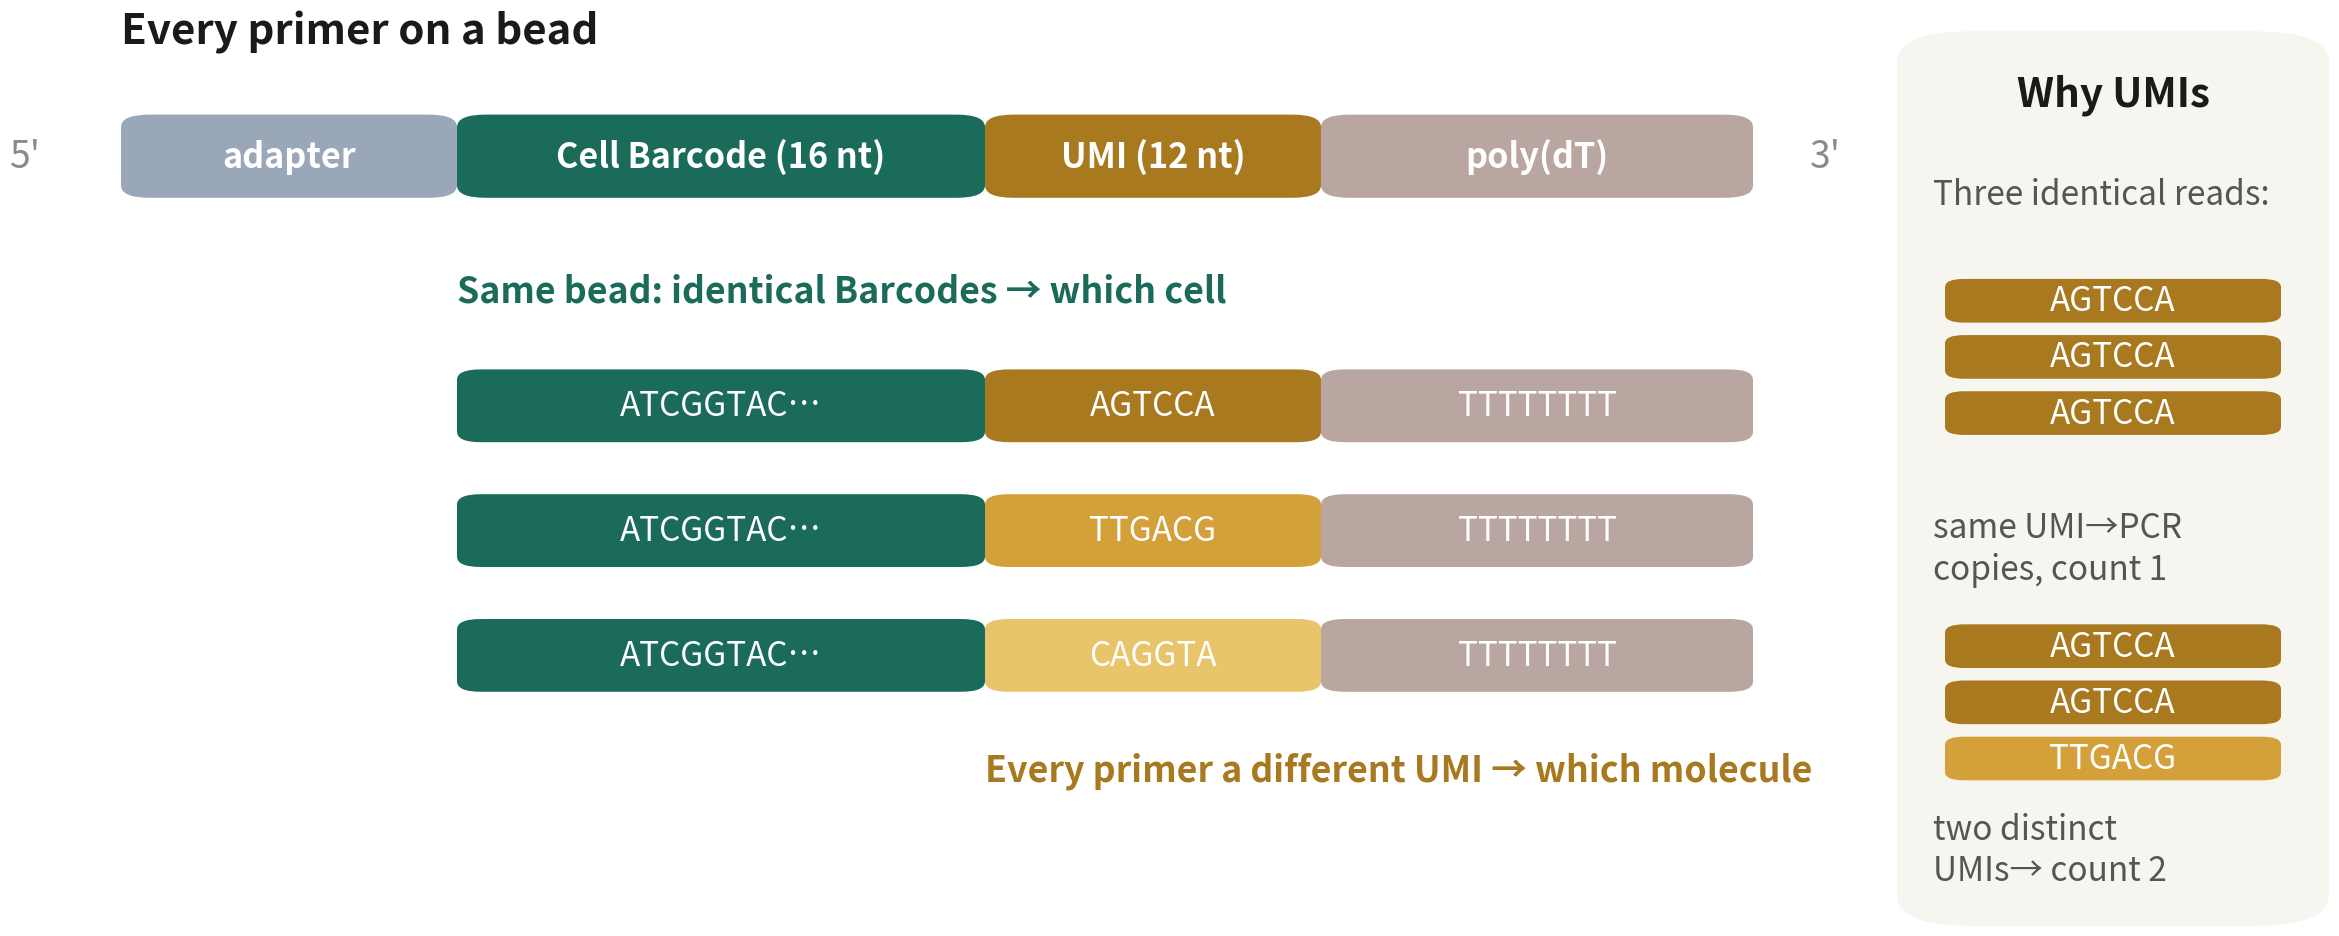 Every primer on a bead
5'
adapter
Cell Barcode (16 nt)
UMI (12 nt)
poly(dT)
3'
Same bead: identical Barcodes → which cell
ATCGGTAC···
AGTCCA
TTTTTTTT
ATCGGTAC···
TTGACG
TTTTTTTT
ATCGGTAC···
CAGGTA
TTTTTTTT
Every primer a different UMI → which molecule
Why UMIs
Three identical reads:
AGTCCA
AGTCCA
AGTCCA
same UMI→PCR
copies, count 1
AGTCCA
AGTCCA
TTGACG
two distinct
UMIs→ count 2